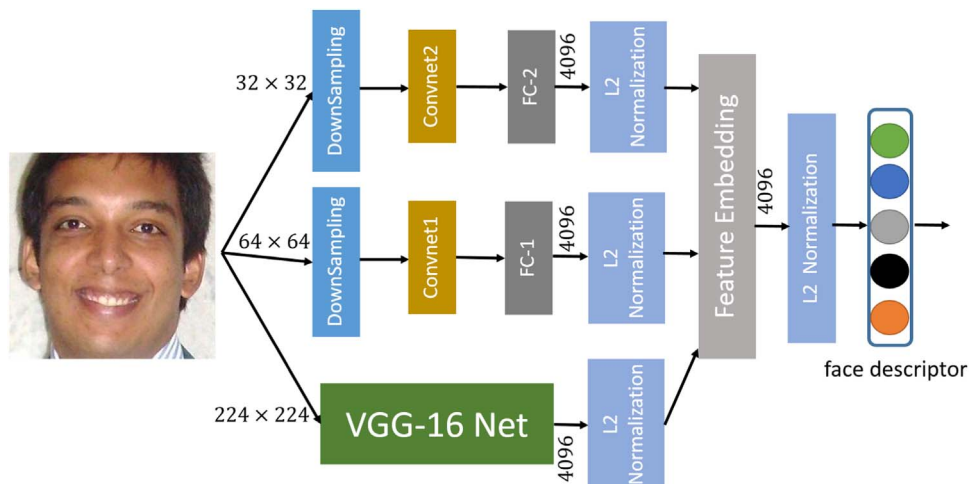 32 × 32
DownSampling
Convnet2
FC-2
4096
L2
Normalization
64 × 64
DownSampling
Convnet1
FC-1
4096
L2
Normalization
224 × 224
VGG-16 Net
4096
L2
Normalization
Feature Embedding
4096
L2 Normalization
face descriptor